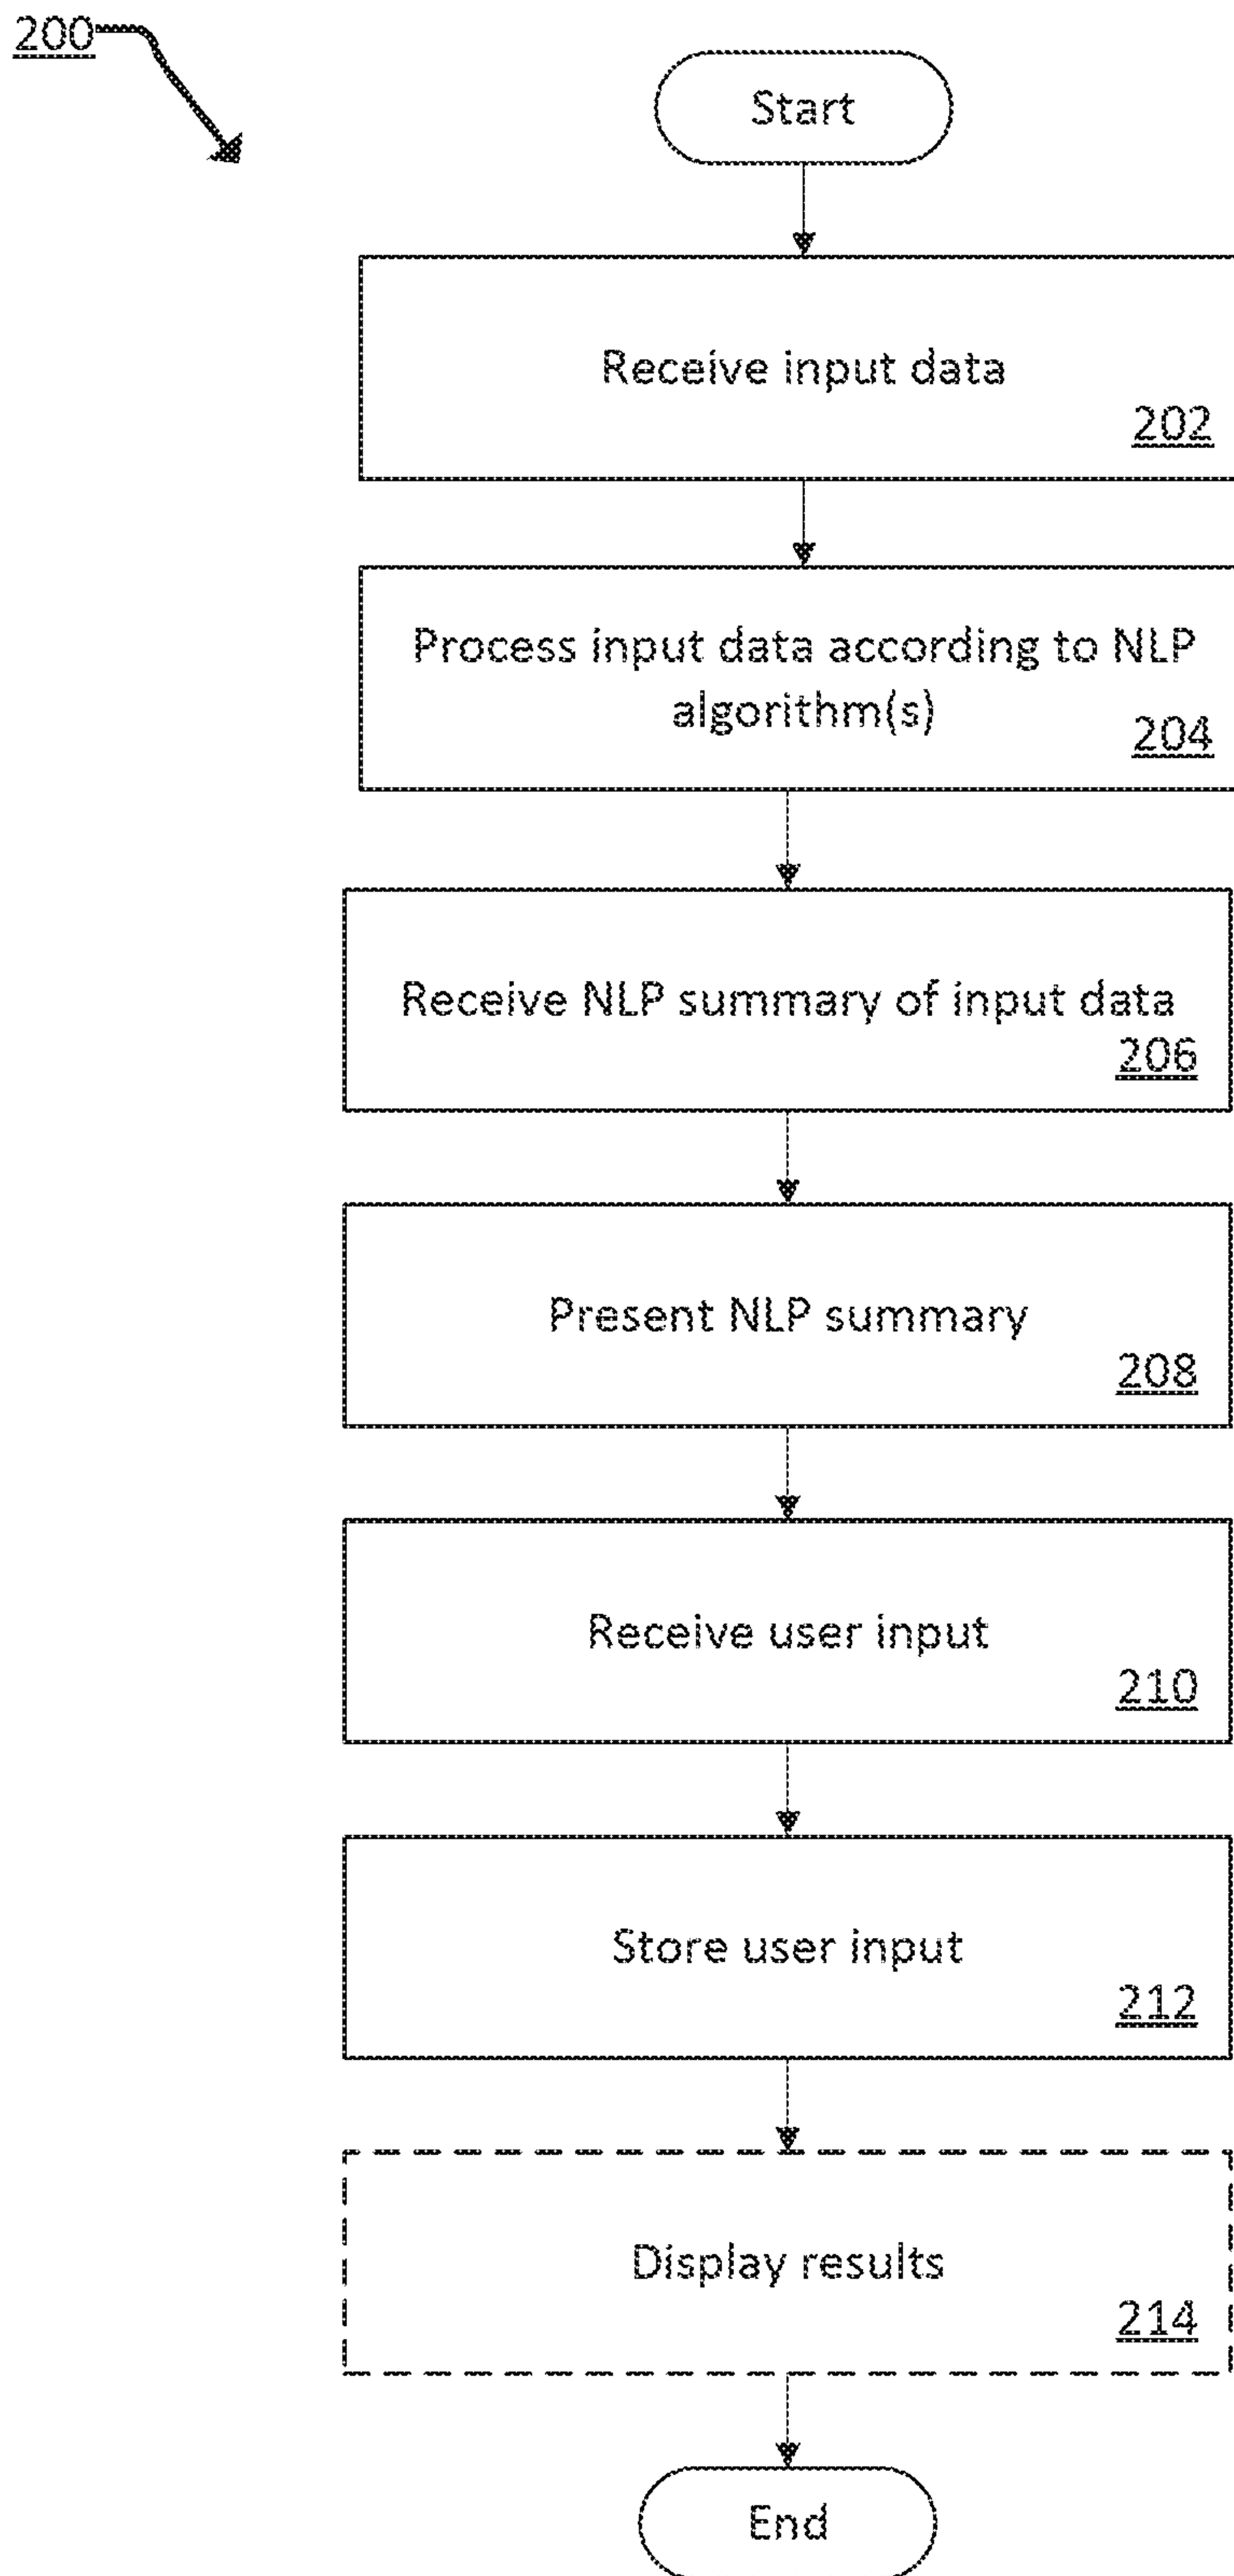 200
Start
Receive input data
202
Process input data according to NLP
algorithm(s)
204
Receive NLP summary of input data
206
Present NLP summary
208
Receive user input
210
Store user input
212
Display results
214
End